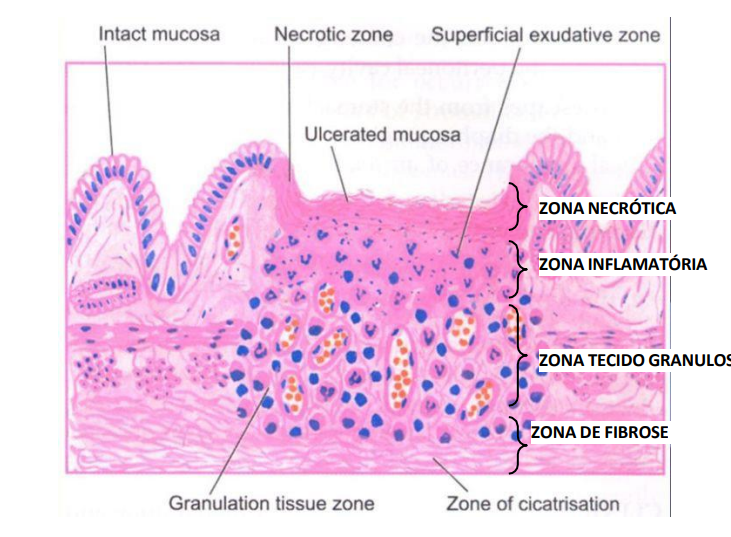 Intact mucosa
Necrotic zone
Superficial exudative zone
Ulcerated mucosa
ZONA NECRÓTICA
ZONA INFLAMATÓRIA
ZONA TECIDO GRANULOS
ZONA DE FIBROSE
Granulation tissue zone
Zone of cicatrisation